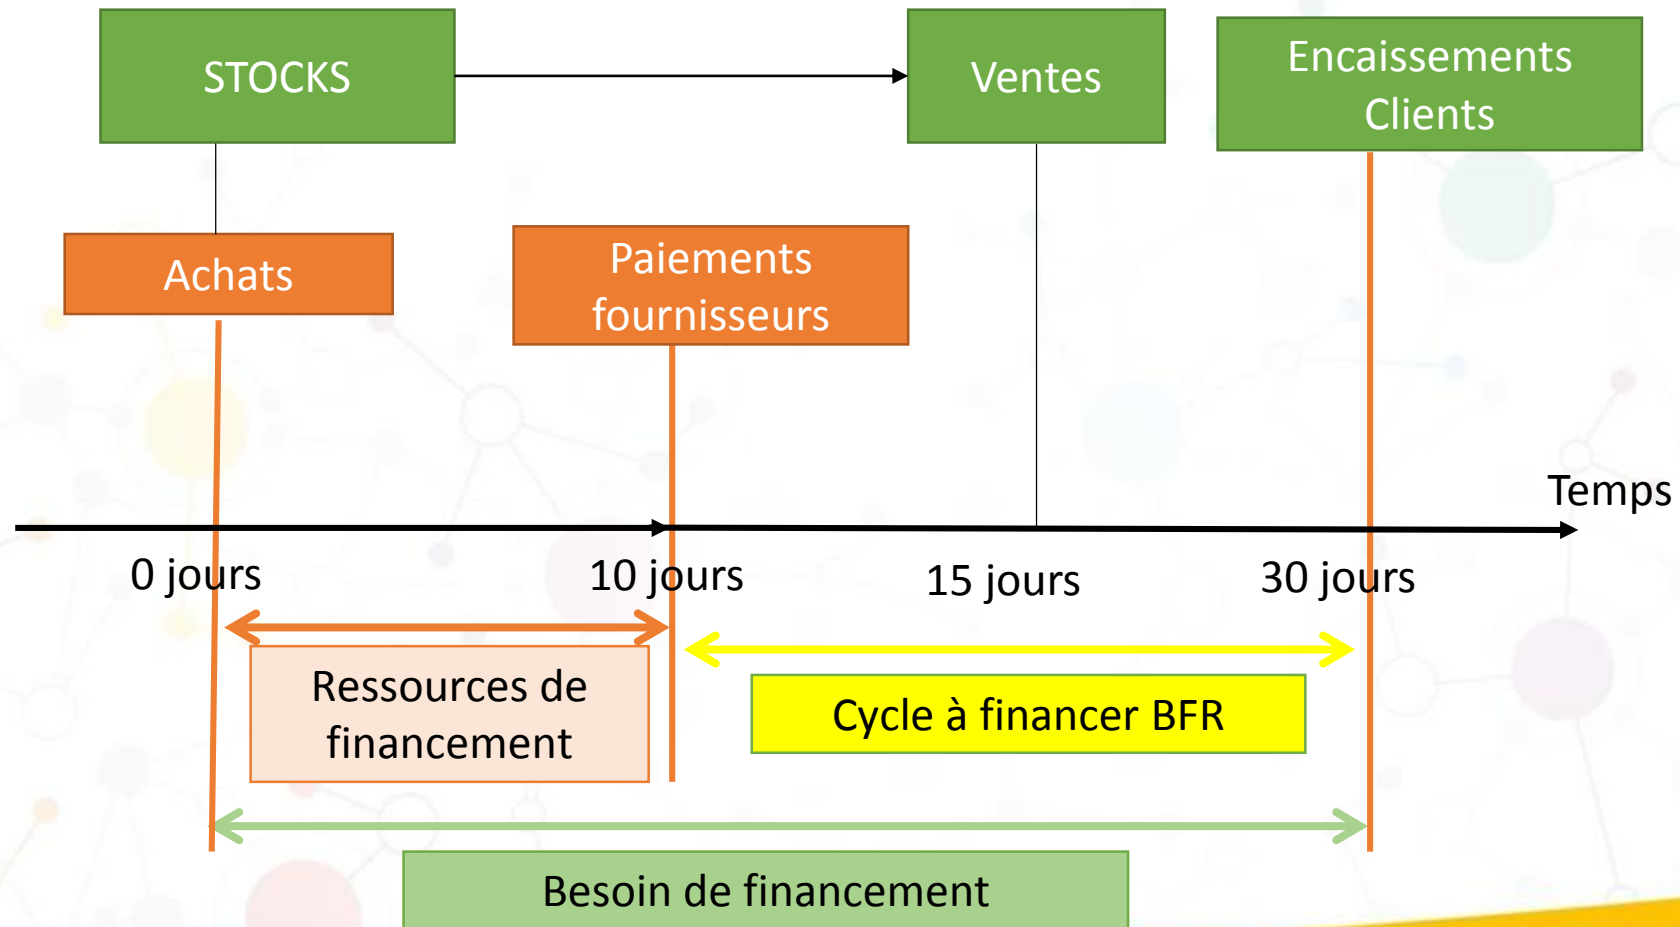 STOCKS
Ventes
Encaissements
Clients
Achats
Paiements
fournisseurs
Temps
0 jours
10 jours
15 jours
30 jours
Ressources de
financement
Cycle à financer BFR
Besoin de financement